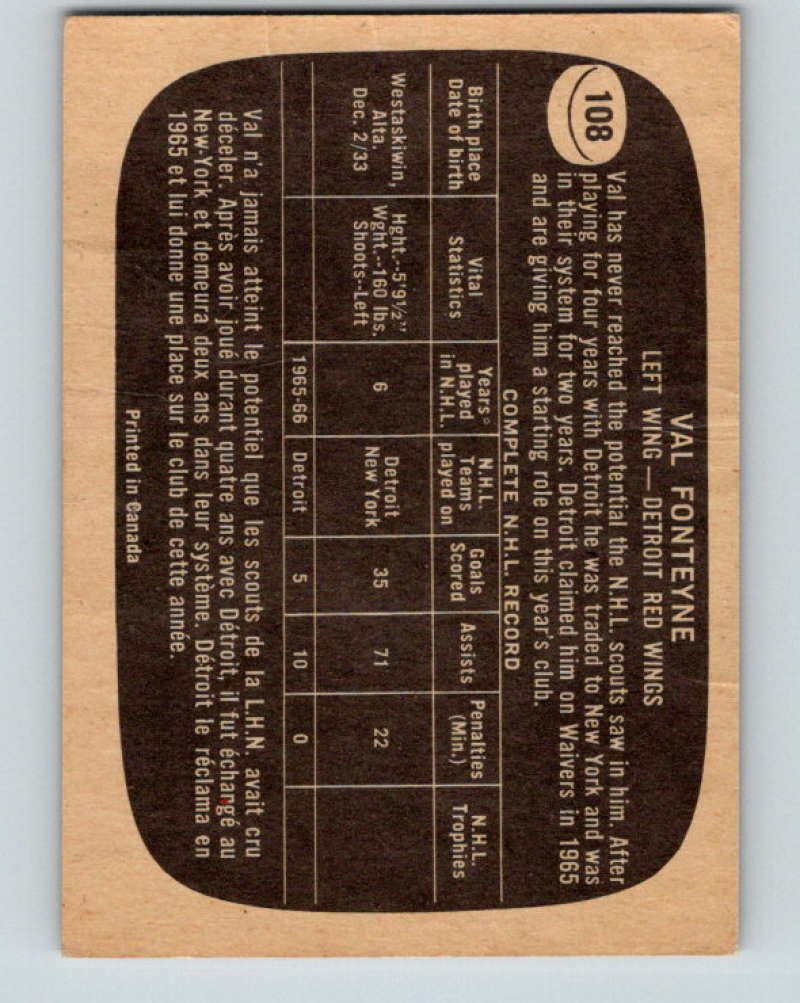 108
VAL FONTEYNE
LEFT WING — DETROIT RED WINGS
Val has never reached the potential the N.H.L. scouts saw in him. After
playing for four years with Detroit he was traded to New York and was
in their system for two years. Detroit claimed him on Waivers in 1965
and are giving him a starting role on this year's club.
COMPLETE N.H.L. RECORD
Birth place
Date of birth
Vital
Statistics
Years
played
in N.H.L.
N.H.L.
Teams
played on
Goals
Scored
Assists
Penalties
(Min.)
N.H.L.
Trophies
Westaskiwin,
Alta.
Dec. 2/33
Hght.--5'9½"
Wght.--160 lbs.
Shoots--Left
6
Detroit
New York
35
71
22
1965-66
Detroit
5
10
0
Val n'a jamais atteint le potentiel que les scouts de la L.H.N. avait cru
déceler. Après avoir joué durant quatre ans avec Détroit, il fut échangé au
New-York et demeura deux ans dans leur système. Détroit le réclama en
1965 et lui donne une place sur le club de cette année.
Printed in Canada